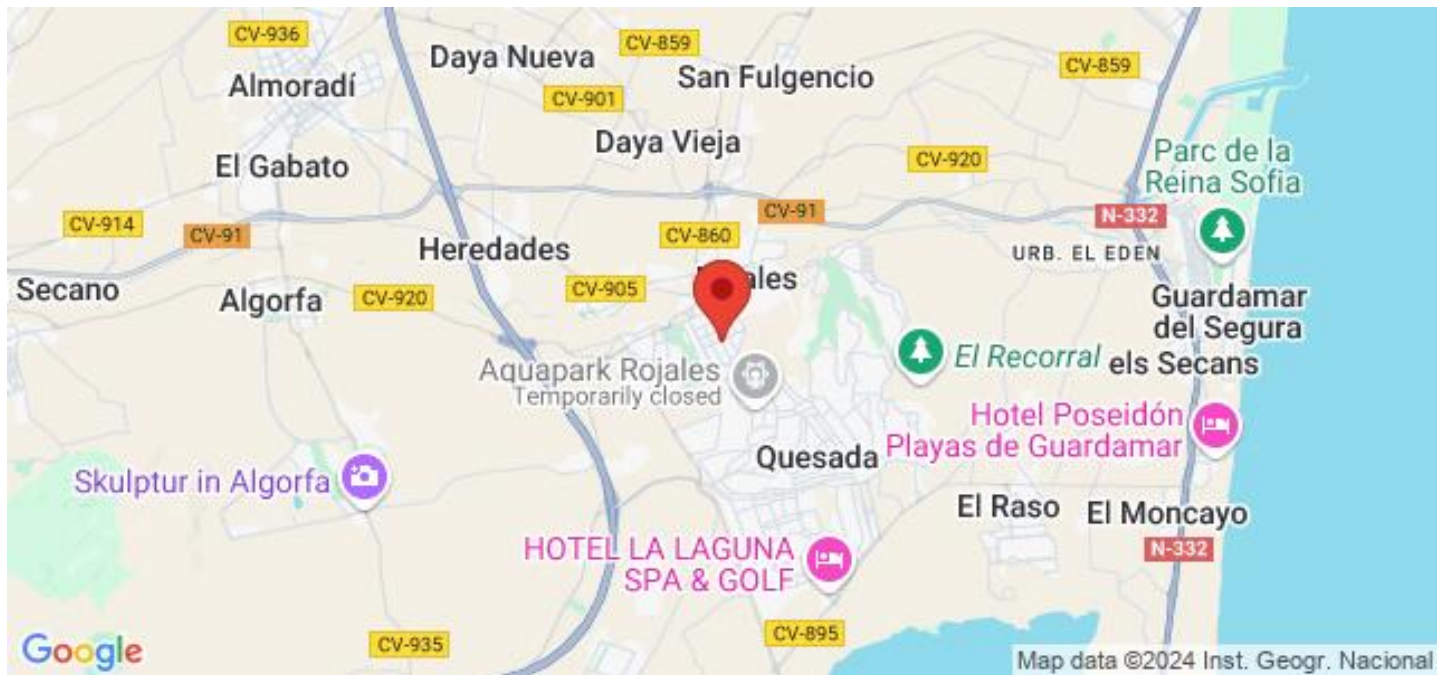 CV-936
CV-859
Daya Nueva
San Fulgencio
CV-859
Almoradí
CV-901
Daya Vieja
Parc de la
Reina Sofia
El Gabato
CV-920
CV-914
CV-91
CV-860
CV-91
N-332
Heredades
URB. EL EDEN
Secano
Algorfa
CV-920
CV-905
ales
Guardamar
del Segura
Aquapark Rojales
Temporarily closed
El Recorral
els Secans
Hotel Poseidón
Playas de Guardamar
Quesada
Skulptur in Algorfa
El Raso
El Moncayo
HOTEL LA LAGUNA
SPA & GOLF
N-332
CV-935
CV-895
Google
Map data ©2024 Inst. Geogr. Nacional